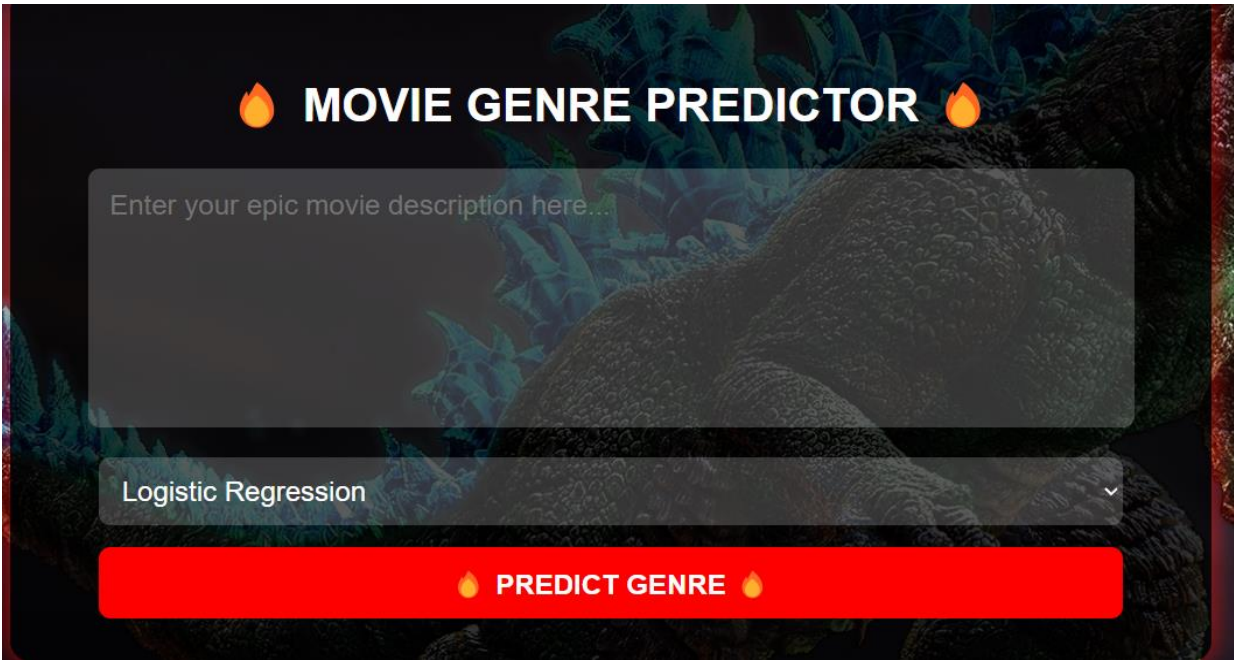 🔥 MOVIE GENRE PREDICTOR 🔥
Enter your epic movie description here...
Logistic Regression
🔥 PREDICT GENRE 🔥